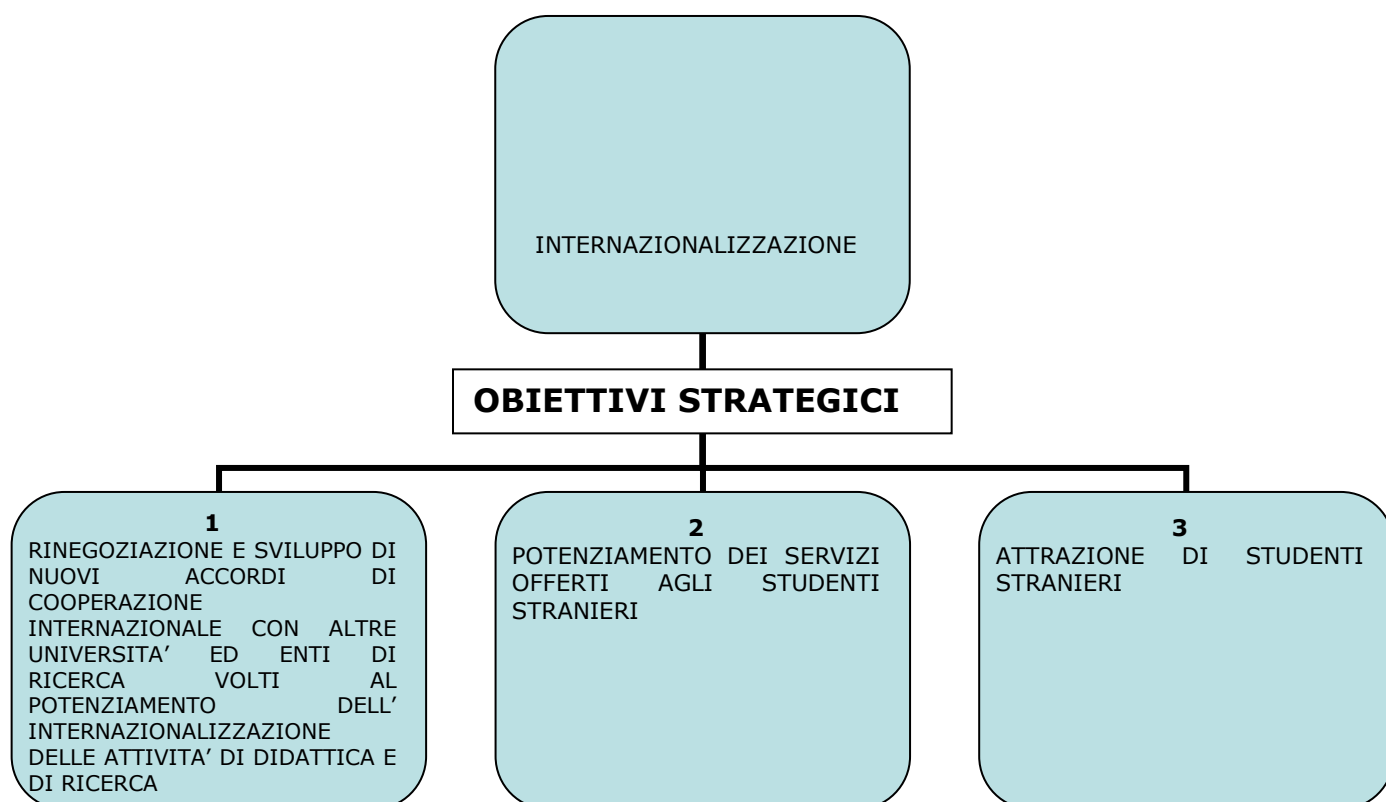 INTERNAZIONALIZZAZIONE
OBIETTIVI STRATEGICI
1
RINEGOZIAZIONE E SVILUPPO DI
NUOVI ACCORDI DI
COOPERAZIONE
INTERNAZIONALE CON ALTRE
UNIVERSITA’ ED ENTI DI
RICERCA VOLTI AL
POTENZIAMENTO DELL’
INTERNAZIONALIZZAZIONE
DELLE ATTIVITA’ DI DIDATTICA E
DI RICERCA
2
POTENZIAMENTO DEI SERVIZI
OFFERTI AGLI STUDENTI
STRANIERI
3
ATTRAZIONE DI STUDENTI
STRANIERI